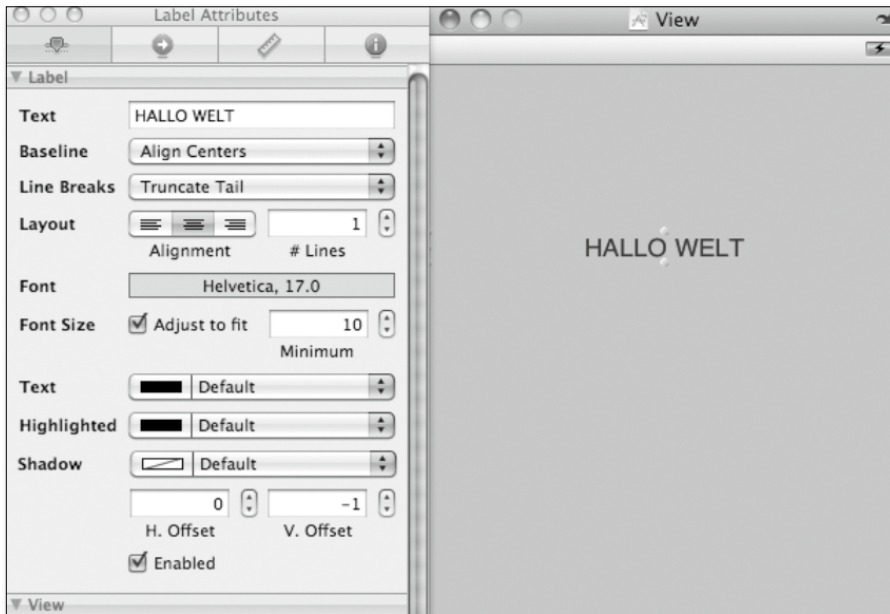 Label Attributes
Label
Text HALLO WELT
Baseline Align Centers
Line Breaks Truncate Tail
Layout 1
Alignment # Lines
Font Helvetica, 17.0
Font Size Adjust to fit 10
Minimum
Text Default
Highlighted Default
Shadow Default
0 -1
H. Offset V. Offset
Enabled
View
View
HALLO WELT